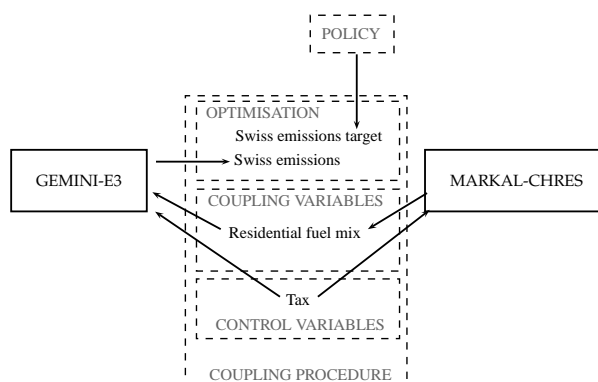 POLICY
OPTIMISATION
Swiss emissions target
Swiss emissions
GEMINI-E3
MARKAL-CHRES
COUPLING VARIABLES
Residential fuel mix
Tax
CONTROL VARIABLES
COUPLING PROCEDURE